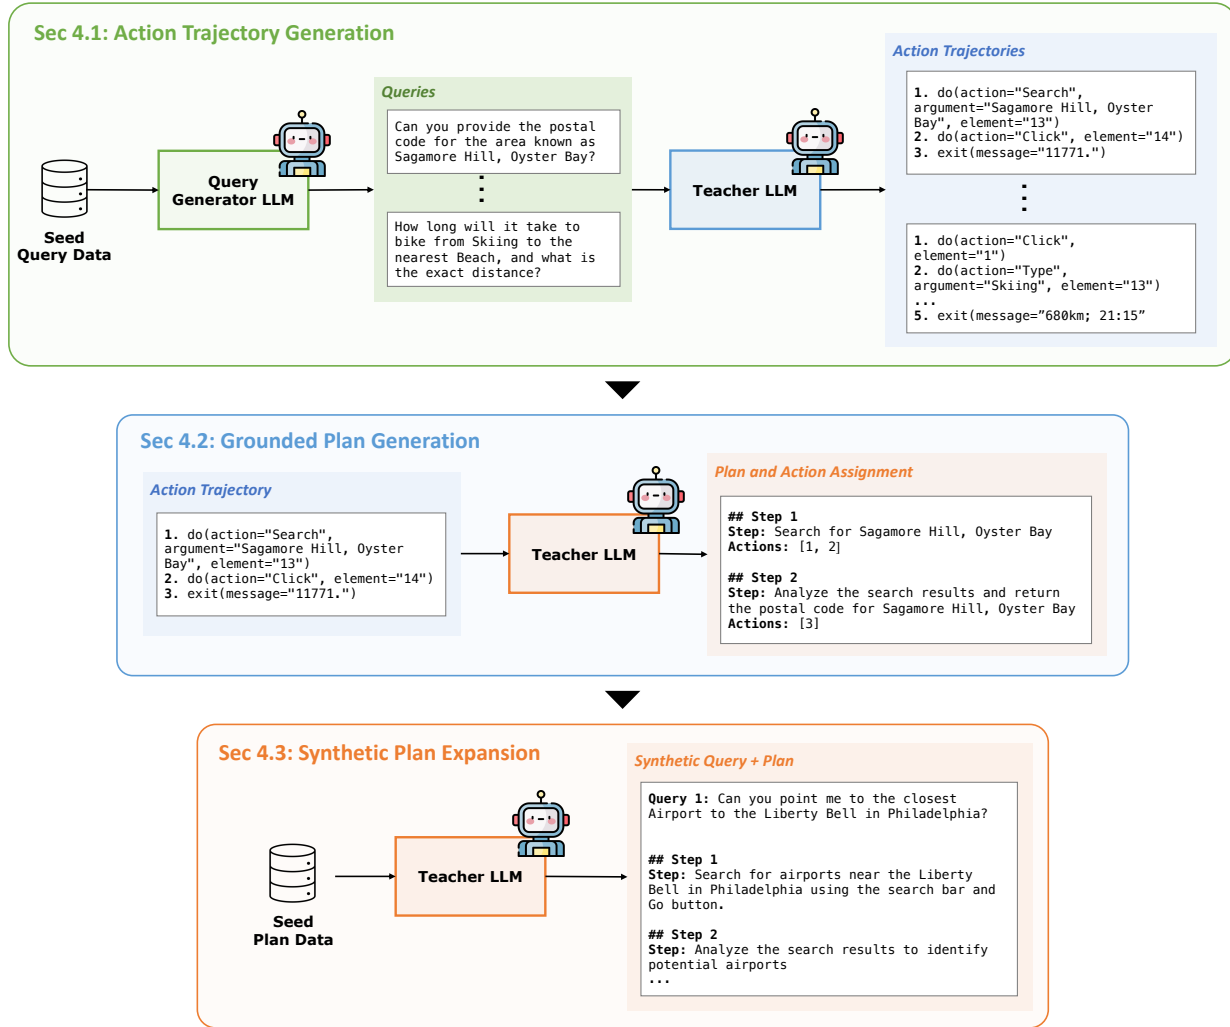 Sec 4.1: Action Trajectory Generation
Seed
Query Data
Query
Generator LLM
Queries
Can you provide the postal
code for the area known as
Sagamore Hill, Oyster Bay?
How long will it take to
bike from Skiing to the
nearest Beach, and what is
the exact distance?
Teacher LLM
Action Trajectories
1. do(action="Search",
argument="Sagamore Hill, Oyster
Bay", element="13")
2. do(action="Click", element="14")
3. exit(message="11771.")
1. do(action="Click",
element="1")
2. do(action="Type",
argument="Skiing", element="13")
...
5. exit(message=”680km; 21:15”
Sec 4.2: Grounded Plan Generation
Action Trajectory
1. do(action="Search",
argument="Sagamore Hill, Oyster
Bay", element="13")
2. do(action="Click", element="14")
3. exit(message="11771.")
Teacher LLM
Plan and Action Assignment
## Step 1
Step: Search for Sagamore Hill, Oyster Bay
Actions: [1, 2]
## Step 2
Step: Analyze the search results and return
the postal code for Sagamore Hill, Oyster Bay
Actions: [3]
Sec 4.3: Synthetic Plan Expansion
Seed
Plan Data
Teacher LLM
Synthetic Query + Plan
Query 1: Can you point me to the closest
Airport to the Liberty Bell in Philadelphia?
## Step 1
Step: Search for airports near the Liberty
Bell in Philadelphia using the search bar and
Go button.
## Step 2
Step: Analyze the search results to identify
potential airports
...